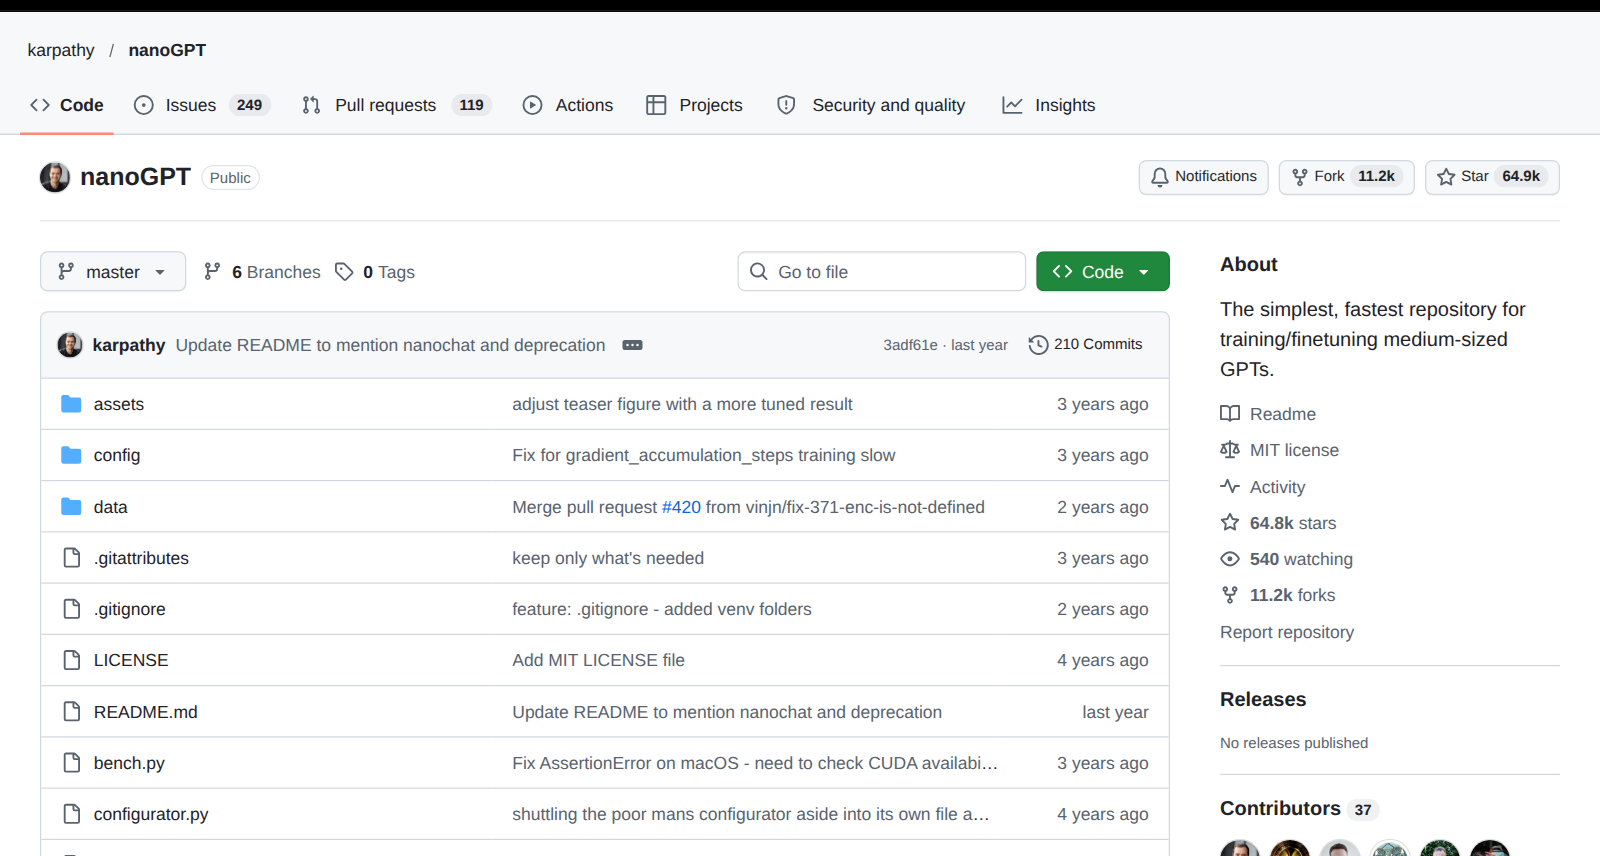 karpathy / nanoGPT
Code Issues 249 Pull requests 119 Actions Projects Security and quality Insights
nanoGPT Public
Notifications Fork 11.2k Star 64.9k
master 6 Branches 0 Tags Go to file Code
karpathy Update README to mention nanochat and deprecation 3adf61e · last year 210 Commits
assets adjust teaser figure with a more tuned result 3 years ago
config Fix for gradient_accumulation_steps training slow 3 years ago
data Merge pull request #420 from vinjn/fix-371-enc-is-not-defined 2 years ago
.gitattributes keep only what's needed 3 years ago
.gitignore feature: .gitignore - added venv folders 2 years ago
LICENSE Add MIT LICENSE file 4 years ago
README.md Update README to mention nanochat and deprecation last year
bench.py Fix AssertionError on macOS - need to check CUDA availabi… 3 years ago
configurator.py shuttling the poor mans configurator aside into its own file a… 4 years ago
About
The simplest, fastest repository for
training/finetuning medium-sized
GPTs.
Readme
MIT license
Activity
64.8k stars
540 watching
11.2k forks
Report repository
Releases
No releases published
Contributors 37